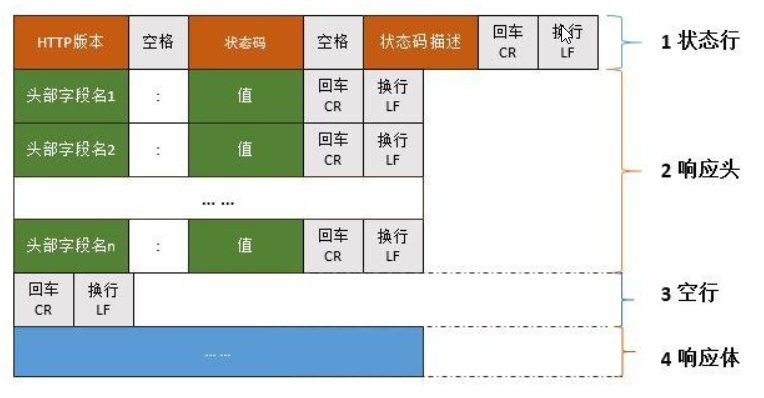 HTTP版本 空格 状态码 空格 状态码描述 回车 CR 换行 LF 1 状态行
头部字段名1 : 值 回车 CR 换行 LF
头部字段名2 : 值 回车 CR 换行 LF
2 响应头
... ...
头部字段名n : 值 回车 CR 换行 LF
回车 CR 换行 LF 3 空行
... ... 4 响应体